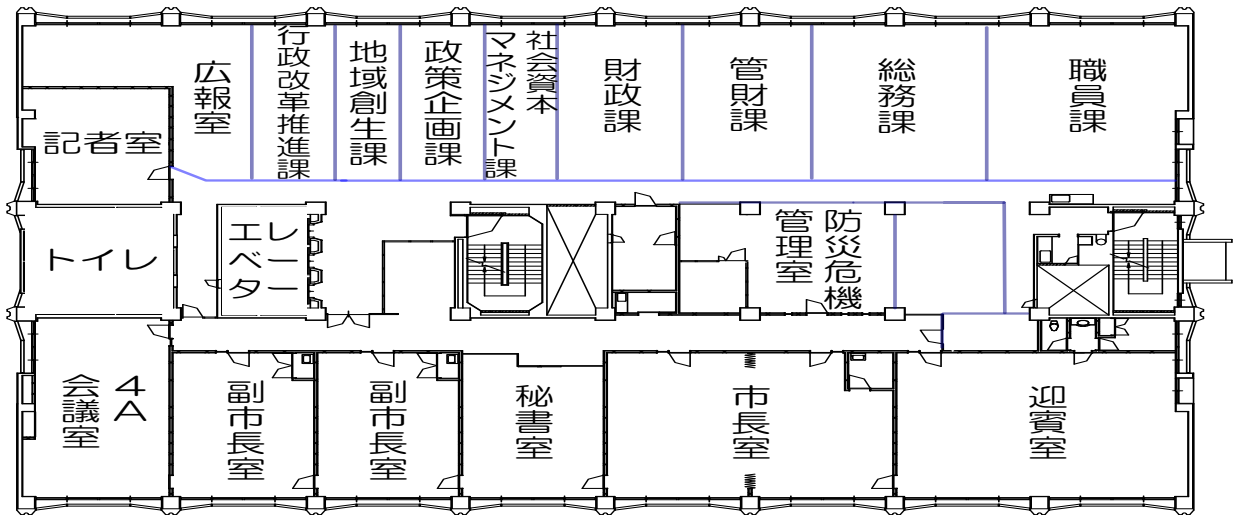 広報室
行政改革推進課
地域創生課
政策企画課
社会資本
マネジメント課
財政課
管財課
総務課
職員課
記者室
トイレ
エレベーター
防災危機
管理室
4A
会議室
副市長室
副市長室
秘書室
市長室
迎賓室